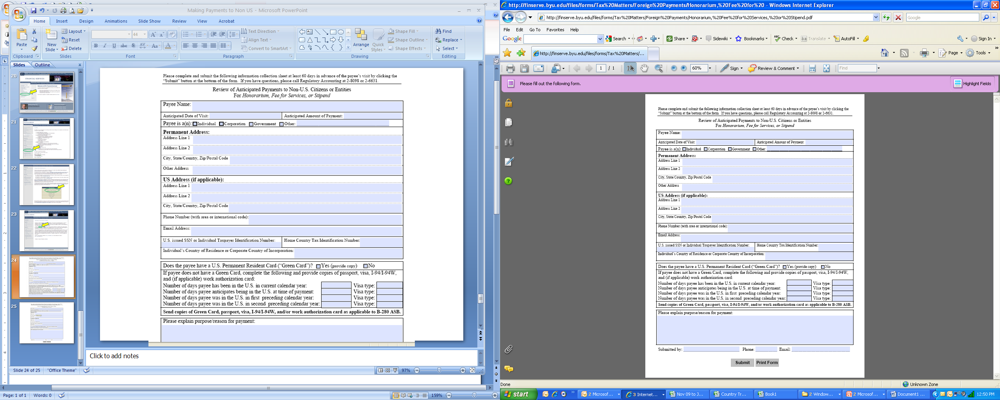 Making Payments to Non US - Microsoft PowerPoint
Home Insert Design Animations Slide Show Review View Acrobat
Paste
Clipboard
New Slide
Layout
Reset
Delete
Slides
44
Font
Text Direction
Align Text
Convert to SmartArt
Paragraph
Arrange
Quick Styles
Shape Fill
Shape Outline
Shape Effects
Drawing
Find
Replace
Select
Editing
Slides Outline
20
21
22
23
24
25
Please complete and submit the following information collection sheet at least 60 days in advance of the payee's visit by clicking the
"Submit" button at the bottom of the form. If you have questions, please call Regulatory Accounting at 2-8098 or 2-6631.
Review of Anticipated Payments to Non-U.S. Citizens or Entities
For Honorarium, Fee for Services, or Stipend
Payee Name:
Anticipated Date of Visit: Anticipated Amount of Payment:
Payee is a(n): Individual Corporation Government Other:
Permanent Address:
Address Line 1
Address Line 2
City, State/Country, Zip/Postal Code
Other Address
US Address (if applicable):
Address Line 1
Address Line 2
City, State/Country, Zip/Postal Code
Phone Number (with area or international code):
Email Address:
U.S. issued SSN or Individual Taxpayer Identification Number: Home Country Tax Identification Number:
Individual's Country of Residence or Corporate Country of Incorporation:
Does the payee have a U.S. Permanent Resident Card ("Green Card")? Yes (provide copy) No
If payee does not have a Green Card, complete the following and provide copies of passport, visa, I-94/I-94W,
and (if applicable) work authorization card:
Number of days payee has been in the U.S. in current calendar year: Visa type:
Number of days payee anticipates being in the U.S. at time of payment: Visa type:
Number of days payee was in the U.S. in first preceding calendar year: Visa type:
Number of days payee was in the U.S. in second preceding calendar year: Visa type:
Send copies of Green Card, passport, visa, I-94/I-94W, and/or work authorization card as applicable to B-280 ASB.
Please explain purpose/reason for payment:
Click to add notes
Slide 24 of 25 "Office Theme" 97%
Page: 1 of 1 Words: 0 159%
http://finserve.byu.edu/files/forms/Tax%20Matters/Foreign%20Payments/Honorarium,%20Fee%20for%20 - Windows Internet Explorer
http://finserve.byu.edu/files/forms/Tax%20Matters/Foreign%20Payments/Honorarium,%20Fee%20for%20Services,%20or%20Stipend.pdf
Google
File Edit Go To Favorites Help
Google Search Share Sidewiki Bookmarks Check Translate AutoFill Sign In
http://finserve.byu.edu/files/forms/Tax%20Matters/... Page Tools
1 / 1 60% Sign Review & Comment Find
Please fill out the following form. Highlight Fields
Please complete and submit the following information collection sheet at least 60 days in advance of the payee's visit by clicking the
"Submit" button at the bottom of the form. If you have questions, please call Regulatory Accounting at 2-8098 or 2-6631.
Review of Anticipated Payments to Non-U.S. Citizens or Entities
For Honorarium, Fee for Services, or Stipend
Payee Name:
Anticipated Date of Visit: Anticipated Amount of Payment:
Payee is a(n): Individual Corporation Government Other:
Permanent Address:
Address Line 1
Address Line 2
City, State/Country, Zip/Postal Code
Other Address
US Address (if applicable):
Address Line 1
Address Line 2
City, State/Country, Zip/Postal Code
Phone Number (with area or international code):
Email Address:
U.S. issued SSN or Individual Taxpayer Identification Number: Home Country Tax Identification Number:
Individual's Country of Residence or Corporate Country of Incorporation:
Does the payee have a U.S. Permanent Resident Card ("Green Card")? Yes (provide copy) No
If payee does not have a Green Card, complete the following and provide copies of passport, visa, I-94/I-94W,
and (if applicable) work authorization card:
Number of days payee has been in the U.S. in current calendar year: Visa type:
Number of days payee anticipates being in the U.S. at time of payment: Visa type:
Number of days payee was in the U.S. in first preceding calendar year: Visa type:
Number of days payee was in the U.S. in second preceding calendar year: Visa type:
Send copies of Green Card, passport, visa, I-94/I-94W, and/or work authorization card as applicable to B-280 ASB.
Please explain purpose/reason for payment:
Submitted by: Phone: Email:
Submit Print Form
Done Unknown Zone
start 2 Microsof... 3 Internet... Nov 09 to J... Country Tr... Book1 2 Window... 2 Microsof... Document1 ... 12:50 PM